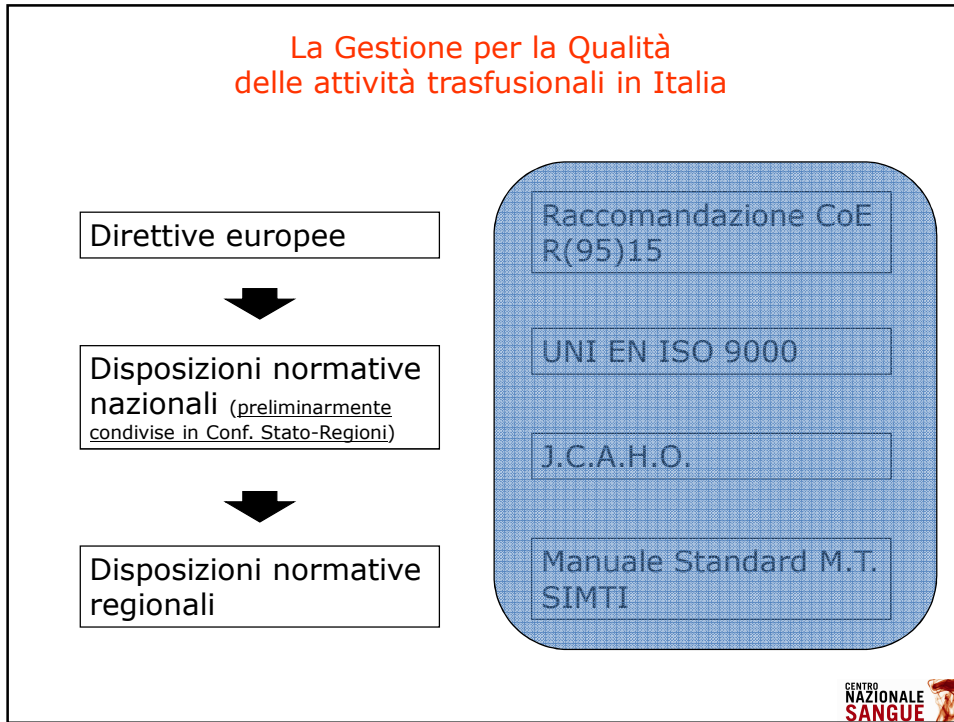 La Gestione per la Qualità
delle attività trasfusionali in Italia
Direttive europee
Disposizioni normative
nazionali (preliminarmente
condivise in Conf. Stato-Regioni)
Disposizioni normative
regionali
Raccomandazione CoE
R(95)15
UNI EN ISO 9000
J.C.A.H.O.
Manuale Standard M.T.
SIMTI
CENTRO
NAZIONALE
SANGUE